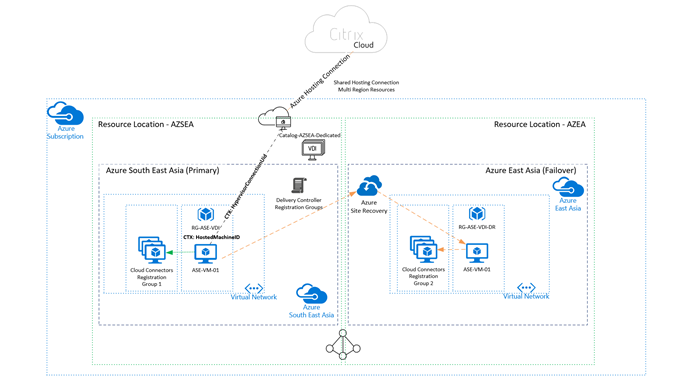 Citrix
Cloud
Azure Hosting Connection
Shared Hosting Connection
Multi Region Resources
Azure
Subscription
Resource Location - AZSEA
Resource Location - AZEA
Catalog-AZSEA-Dedicated
VDI
Azure South East Asia (Primary)
Azure East Asia (Failover)
CTX: HypervisorConnectionUid
Delivery Controller
Registration Groups
Azure
Site Recovery
Azure
East Asia
RG-ASE-VDI
CTX: HostedMachineID
RG-ASE-VDI-DR
Cloud Connectors
Registration
Group 1
ASE-VM-01
Cloud Connectors
Registration
Group 2
ASE-VM-01
Virtual Network
Virtual Network
Azure
South East Asia